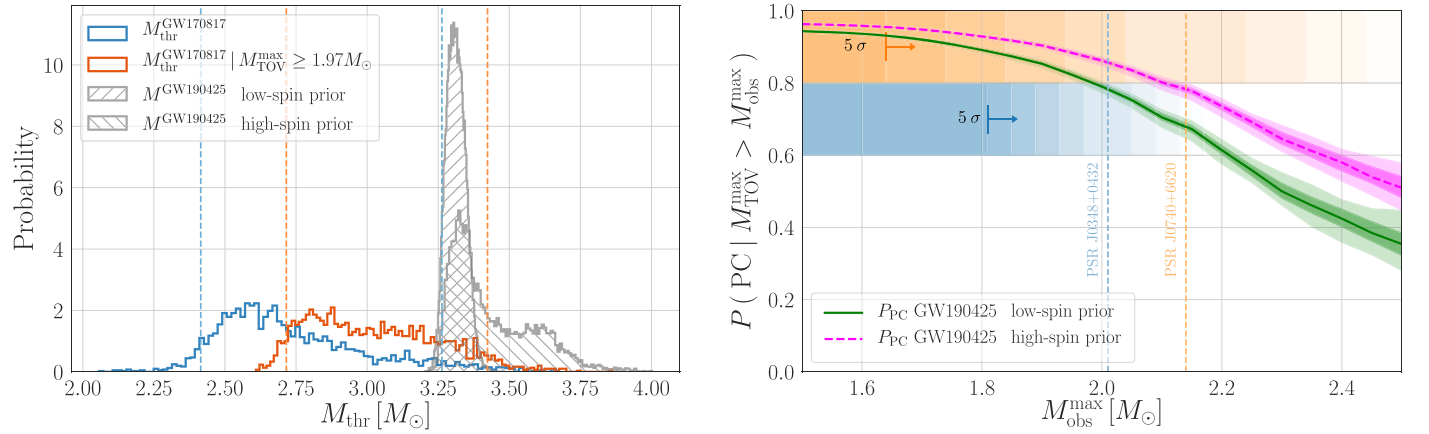 M_thr^GW170817
M_thr^GW170817 | M_TOV^max ≥ 1.97M_⊙
M^GW190425 low-spin prior
M^GW190425 high-spin prior
Probability
10
8
6
4
2
0
2.00 2.25 2.50 2.75 3.00 3.25 3.50 3.75 4.00
M_thr [M_⊙]
P ( PC | M_TOV^max > M_obs^max )
1.0
0.8
0.6
0.4
0.2
0.0
5 σ
5 σ
PSR J0348+0432
PSR J0740+6620
P_PC GW190425 low-spin prior
P_PC GW190425 high-spin prior
1.6 1.8 2.0 2.2 2.4
M_obs^max [M_⊙]